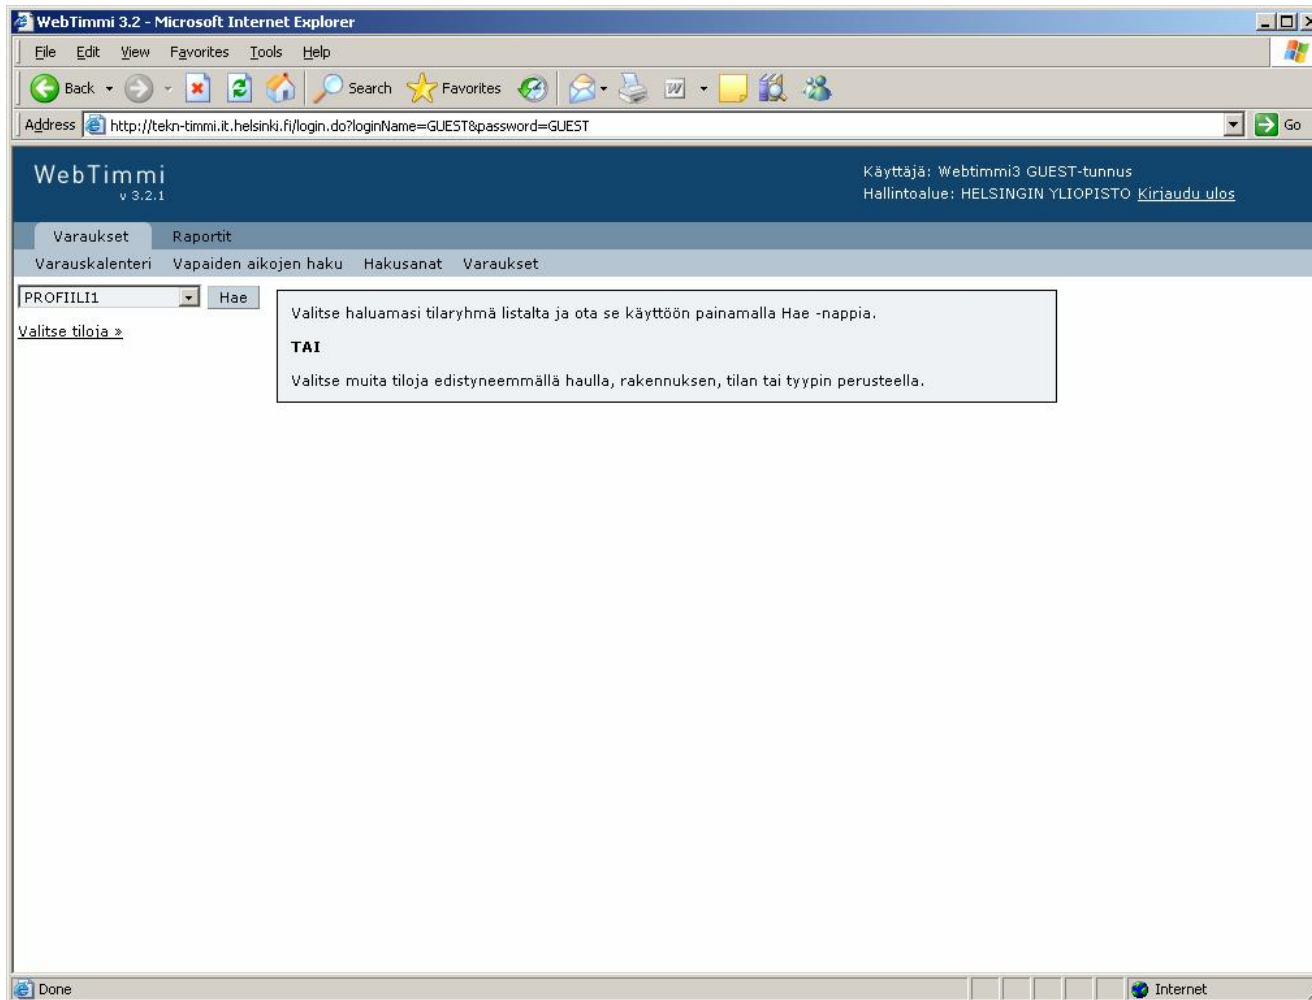 WebTimmi 3.2 - Microsoft Internet Explorer
File Edit View Favorites Tools Help
Back Search Favorites
Address http://tekn-timmi.it.helsinki.fi/login.do?loginName=GUEST&password=GUEST Go
WebTimmi
v 3.2.1
Käyttäjä: Webtimmi3 GUEST-tunnus
Hallintoalue: HELSINGIN YLIOPISTO Kirjaudu ulos
Varaukset Raportit
Varauskalenteri Vapaiden aikojen haku Hakusanat Varaukset
PROFIILI1 Hae
Valitse tiloja »
Valitse haluamasi tilaryhmä listalta ja ota se käyttöön painamalla Hae -nappia.
TAI
Valitse muita tiloja edistyneemmällä haulla, rakennuksen, tilan tai tyypin perusteella.
Done Internet